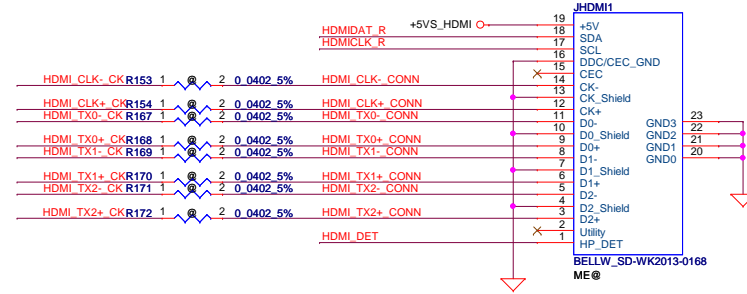 JHDMI1
+5VS_HDMI 19 +5V
HDMIDAT_R 18 SDA
HDMICLK_R 17 SCL
16 DDC/CEC_GND
15 CEC
HDMI_CLK-_CK R153 1 @ 2 0_0402_5% HDMI_CLK-_CONN 14 CK-
13 CK_Shield
HDMI_CLK+_CK R154 1 @ 2 0_0402_5% HDMI_CLK+_CONN 12 CK+
HDMI_TX0-_CK R167 1 @ 2 0_0402_5% HDMI_TX0-_CONN 11 D0- GND3 23
10 D0_Shield GND2 22
HDMI_TX0+_CK R168 1 @ 2 0_0402_5% HDMI_TX0+_CONN 9 D0+ GND1 21
HDMI_TX1-_CK R169 1 @ 2 0_0402_5% HDMI_TX1-_CONN 8 D1- GND0 20
7 D1_Shield
HDMI_TX1+_CK R170 1 @ 2 0_0402_5% HDMI_TX1+_CONN 6 D1+
HDMI_TX2-_CK R171 1 @ 2 0_0402_5% HDMI_TX2-_CONN 5 D2-
4 D2_Shield
HDMI_TX2+_CK R172 1 @ 2 0_0402_5% HDMI_TX2+_CONN 3 D2+
2 Utility
HDMI_DET 1 HP_DET
BELLW_SD-WK2013-0168
ME@